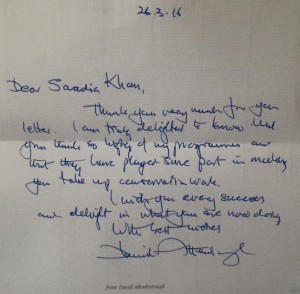 26.3.16
Dear Saadia Khan,
Thank you very much for your
letter. I am truly delighted to know that
you think so highly of my programmes and
that they have played some part in making
you take up conservation work.
I wish you every success
and delight in what you are now doing
With best wishes
David Attenborough
from David Attenborough